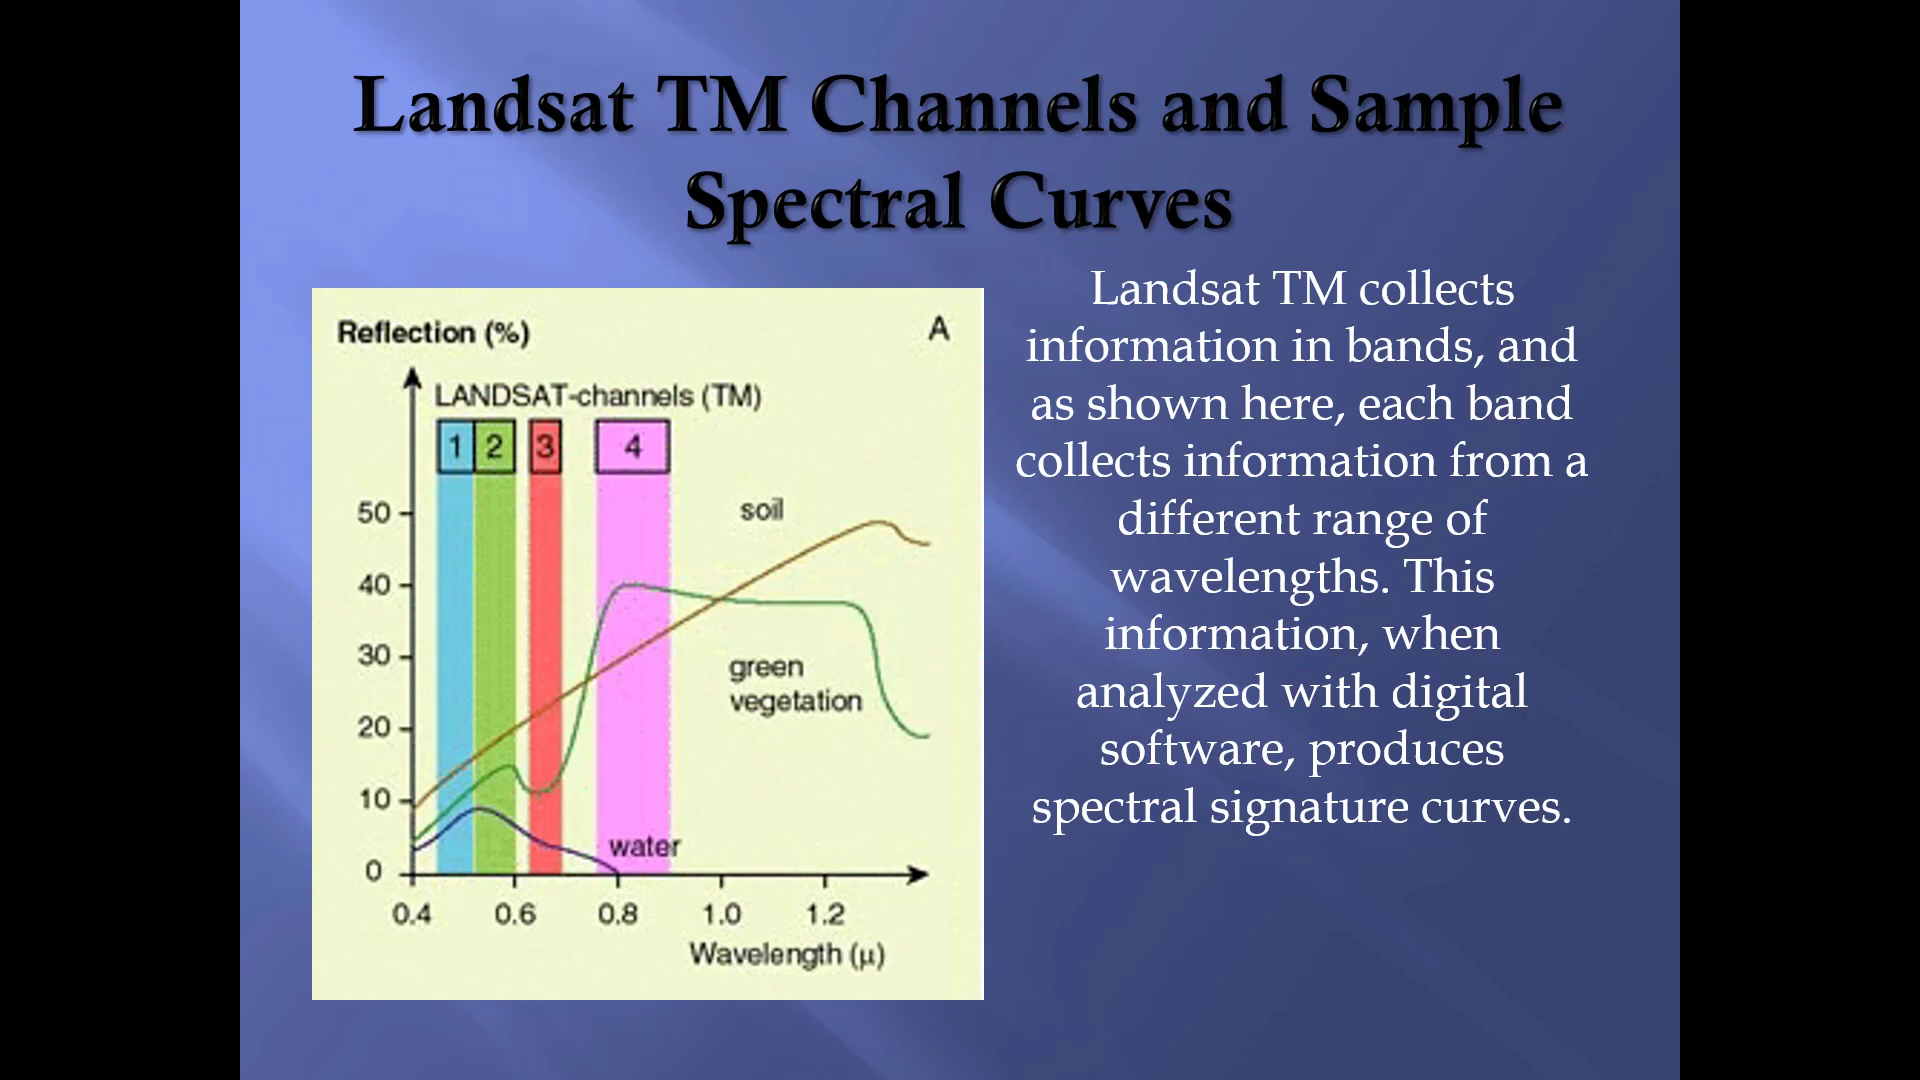 Landsat TM Channels and Sample
Spectral Curves
Landsat TM collects
information in bands, and
as shown here, each band
collects information from a
different range of
wavelengths. This
information, when
analyzed with digital
software, produces
spectral signature curves.
Reflection (%)
A
LANDSAT-channels (TM)
1 2 3 4
50
40
30
20
10
0
soil
green
vegetation
water
0.4 0.6 0.8 1.0 1.2
Wavelength (μ)